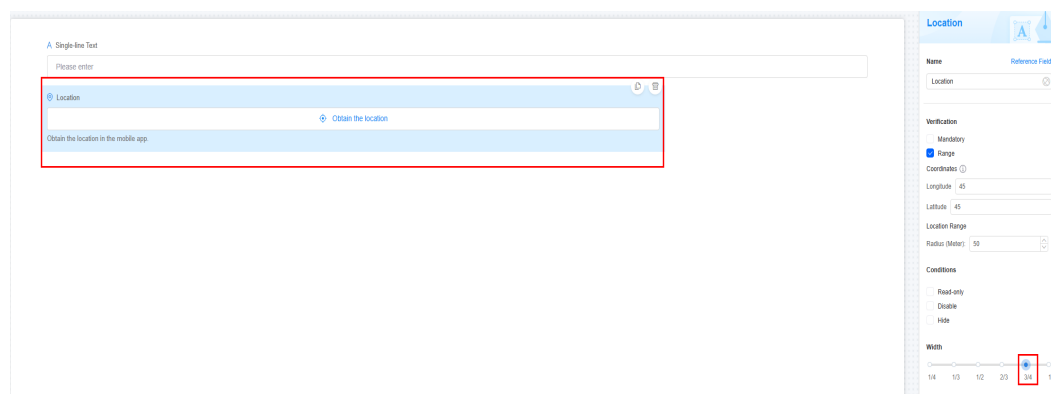 Single-line Text
Please enter
Location
Obtain the location
Obtain the location in the mobile app.
Location
A
Name Reference Field
Location
Verification
Mandatory
Range
Coordinates
Longitude 45
Latitude 45
Location Range
Radius (Meter): 50
Conditions
Read-only
Disable
Hide
Width
1/4 1/3 1/2 2/3 3/4 1